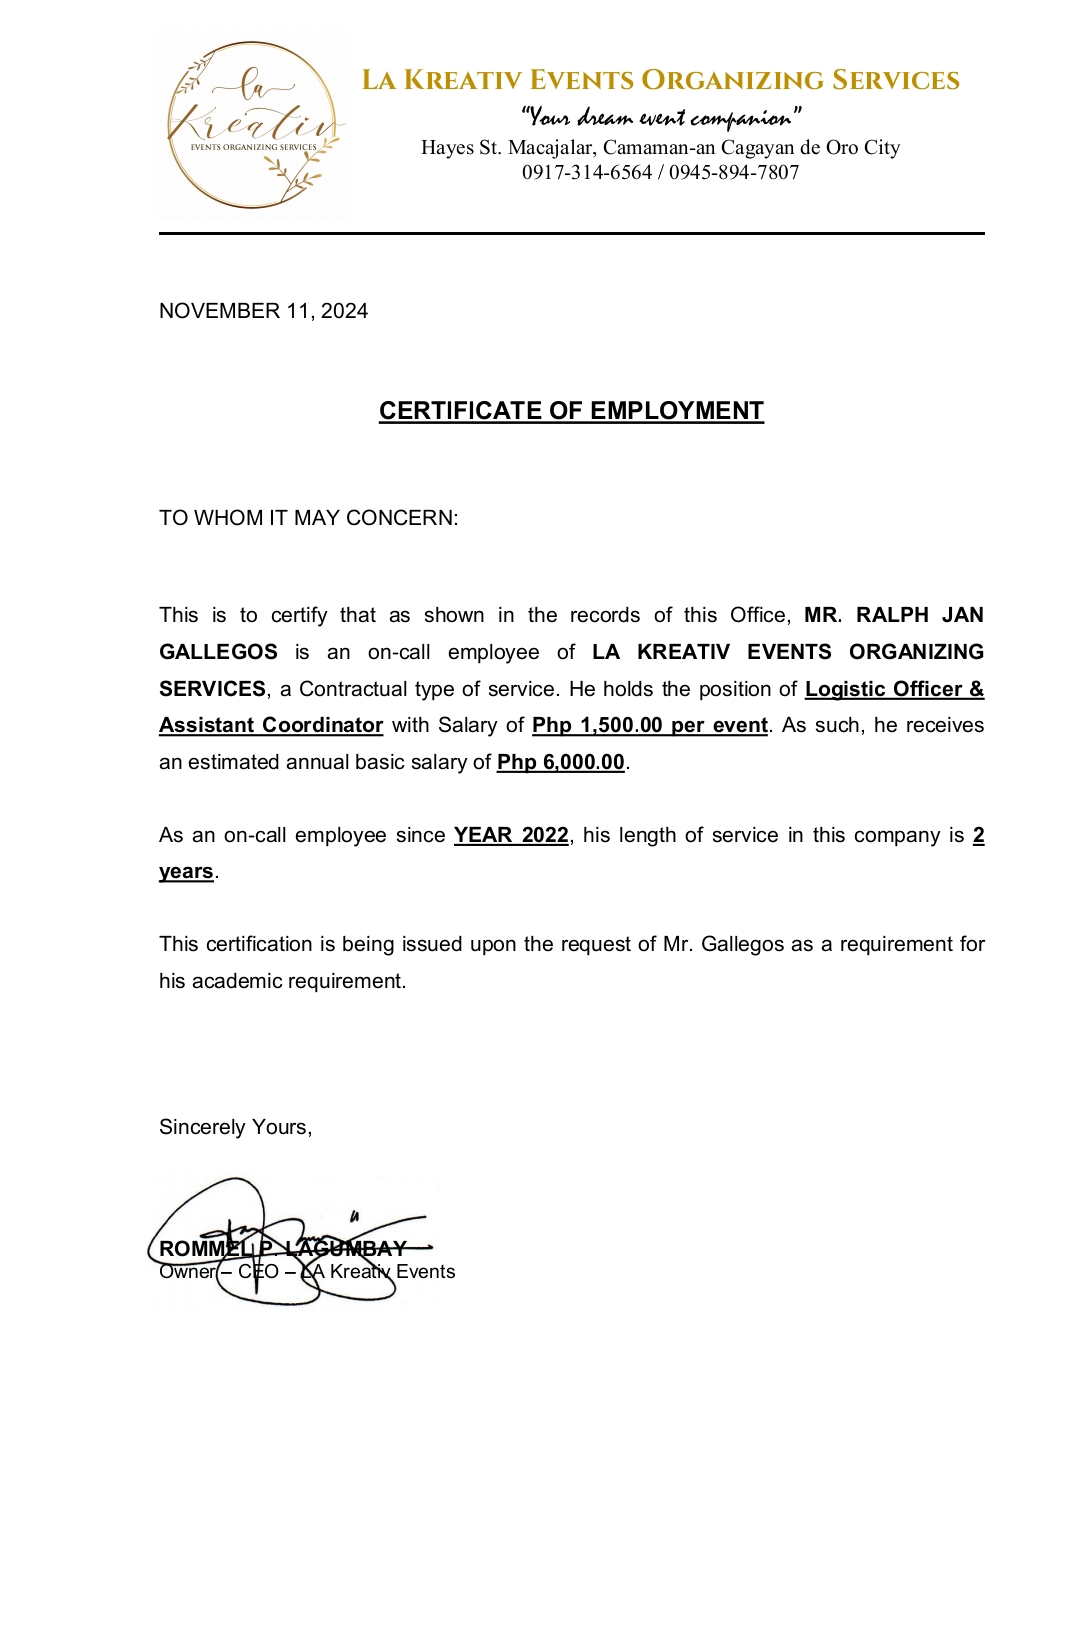 la
Kreativ
EVENTS ORGANIZING SERVICES
LA KREATIV EVENTS ORGANIZING SERVICES
“Your dream event companion”
Hayes St. Macajalar, Camaman-an Cagayan de Oro City
0917-314-6564 / 0945-894-7807
NOVEMBER 11, 2024
CERTIFICATE OF EMPLOYMENT
TO WHOM IT MAY CONCERN:
This is to certify that as shown in the records of this Office, MR. RALPH JAN
GALLEGOS is an on-call employee of LA KREATIV EVENTS ORGANIZING
SERVICES, a Contractual type of service. He holds the position of Logistic Officer &
Assistant Coordinator with Salary of Php 1,500.00 per event. As such, he receives
an estimated annual basic salary of Php 6,000.00.
As an on-call employee since YEAR 2022, his length of service in this company is 2
years.
This certification is being issued upon the request of Mr. Gallegos as a requirement for
his academic requirement.
Sincerely Yours,
ROMMEL P. LAGUMBAY
Owner – CEO – LA Kreativ Events